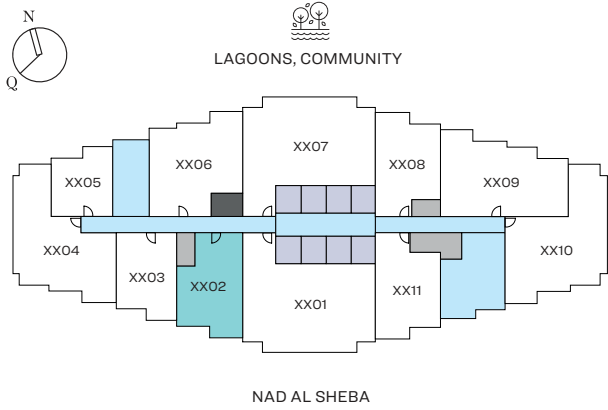 N
Q
LAGOONS, COMMUNITY
XX07
XX06
XX08
XX05
XX09
XX04
XX10
XX03
XX02
XX01
XX11
NAD AL SHEBA